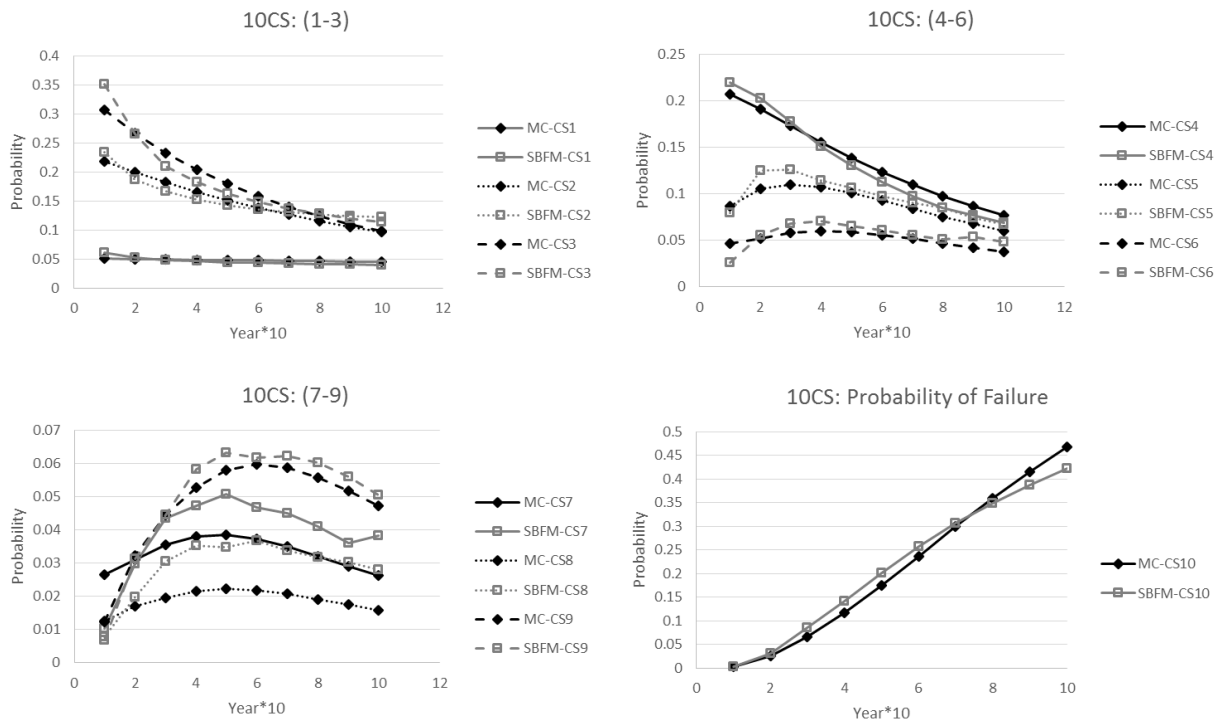 10CS: (1-3)
0.4
0.35
0.3
0.25
0.2
0.15
0.1
0.05
0
Probability
0 2 4 6 8 10 12
Year*10
MC-CS1
SBFM-CS1
MC-CS2
SBFM-CS2
MC-CS3
SBFM-CS3
10CS: (4-6)
0.25
0.2
0.15
0.1
0.05
0
Probability
0 2 4 6 8 10 12
Year*10
MC-CS4
SBFM-CS4
MC-CS5
SBFM-CS5
MC-CS6
SBFM-CS6
10CS: (7-9)
0.07
0.06
0.05
0.04
0.03
0.02
0.01
0
Probability
0 2 4 6 8 10 12
Year*10
MC-CS7
SBFM-CS7
MC-CS8
SBFM-CS8
MC-CS9
SBFM-CS9
10CS: Probability of Failure
0.5
0.45
0.4
0.35
0.3
0.25
0.2
0.15
0.1
0.05
0
Probability
0 2 4 6 8 10
Year*10
MC-CS10
SBFM-CS10